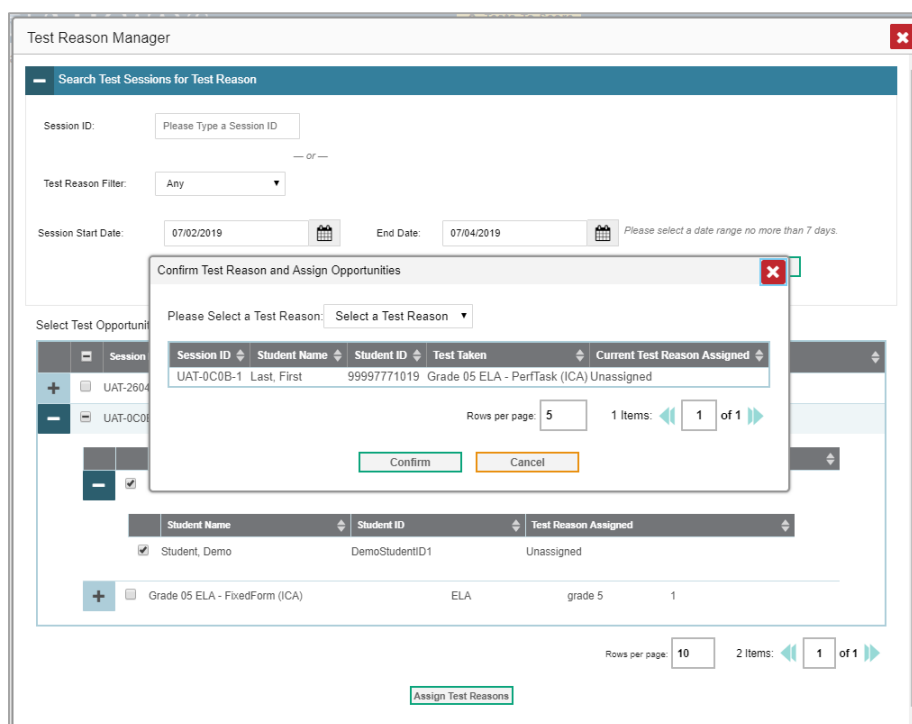 Test Reason Manager
Search Test Sessions for Test Reason
Session ID: Please Type a Session ID
— or —
Test Reason Filter: Any
Session Start Date: 07/02/2019 End Date: 07/04/2019 Please select a date range no more than 7 days.
Confirm Test Reason and Assign Opportunities
Please Select a Test Reason: Select a Test Reason
Select Test Opportunit
Session ID Student Name Student ID Test Taken Current Test Reason Assigned
UAT-0C0B-1 Last, First 99997771019 Grade 05 ELA - PerfTask (ICA) Unassigned
Rows per page: 5 1 Items: 1 of 1
Confirm Cancel
Session
UAT-2604
UAT-0C0B
Student Name Student ID Test Reason Assigned
Student, Demo DemoStudentID1 Unassigned
Grade 05 ELA - FixedForm (ICA) ELA grade 5 1
Rows per page: 10 2 Items: 1 of 1
Assign Test Reasons